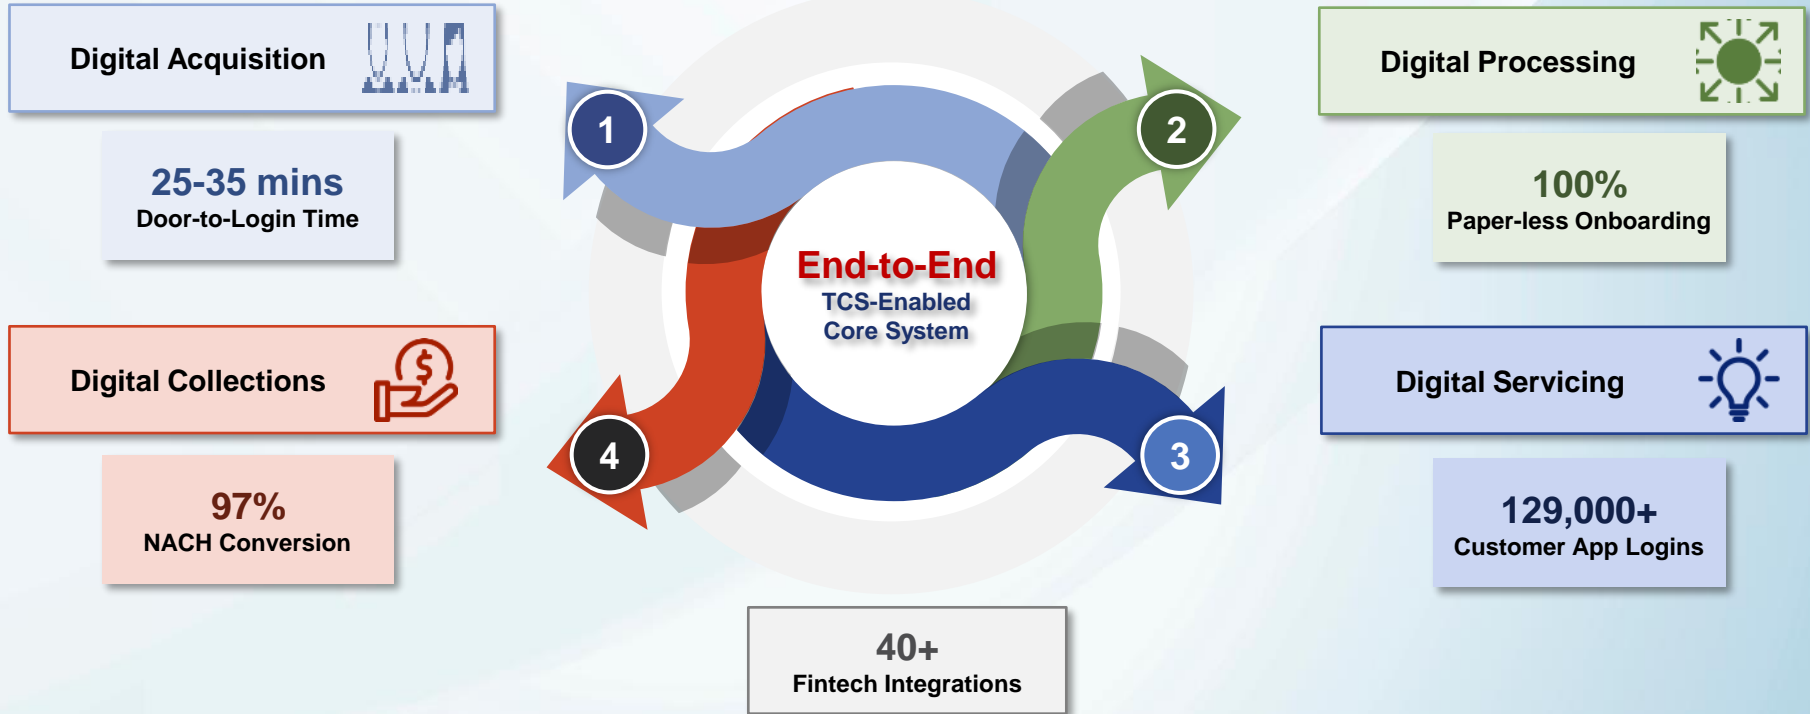 Digital Acquisition
25-35 mins
Door-to-Login Time
1
2
Digital Processing
100%
Paper-less Onboarding
End-to-End
TCS-Enabled
Core System
Digital Collections
97%
NACH Conversion
4
3
Digital Servicing
129,000+
Customer App Logins
40+
Fintech Integrations